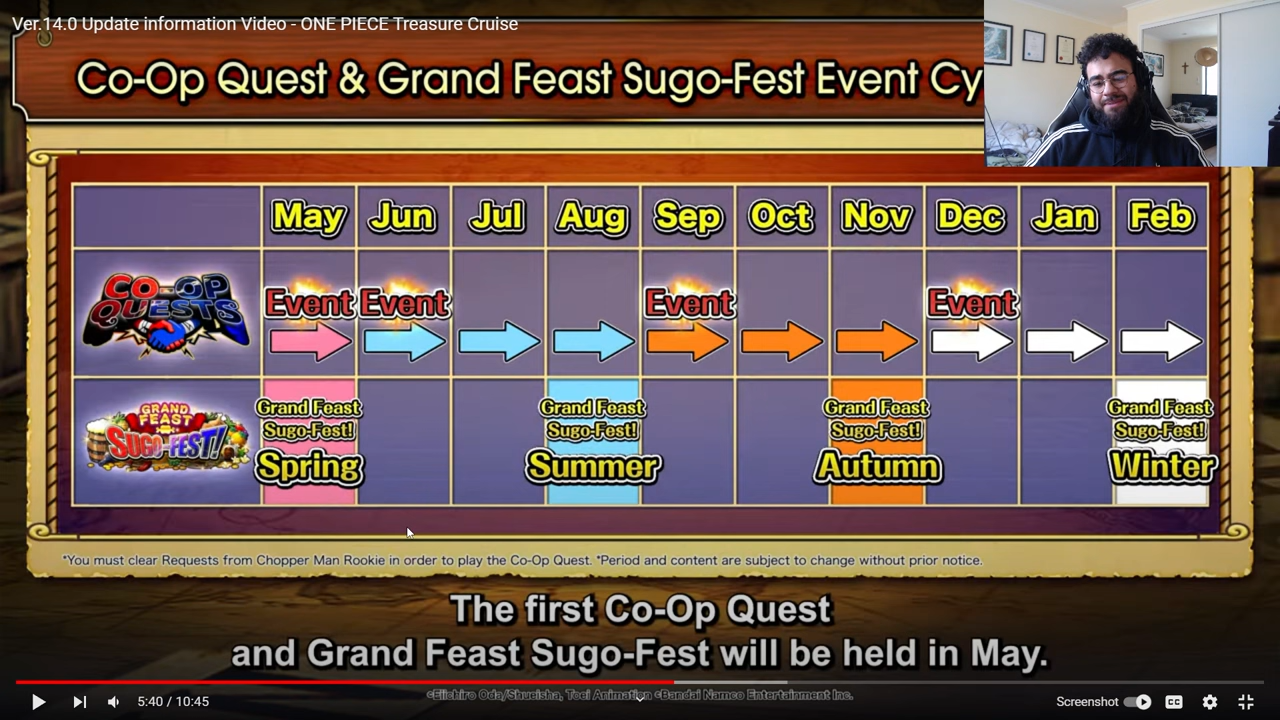 Ver.14.0 Update information Video - ONE PIECE Treasure Cruise
Co-Op Quest & Grand Feast Sugo-Fest Event Cy
May Jun Jul Aug Sep Oct Nov Dec Jan Feb
CO-OP QUESTS
Event Event Event Event
GRAND FEAST SUGO-FEST!
Grand Feast Sugo-Fest! Spring
Grand Feast Sugo-Fest! Summer
Grand Feast Sugo-Fest! Autumn
Grand Feast Sugo-Fest! Winter
*You must clear Requests from Chopper Man Rookie in order to play the Co-Op Quest. *Period and content are subject to change without prior notice.
The first Co-Op Quest
and Grand Feast Sugo-Fest will be held in May.
©Eiichiro Oda/Shueisha, Toei Animation ©Bandai Namco Entertainment Inc.
5:40 / 10:45
Screenshot
CC